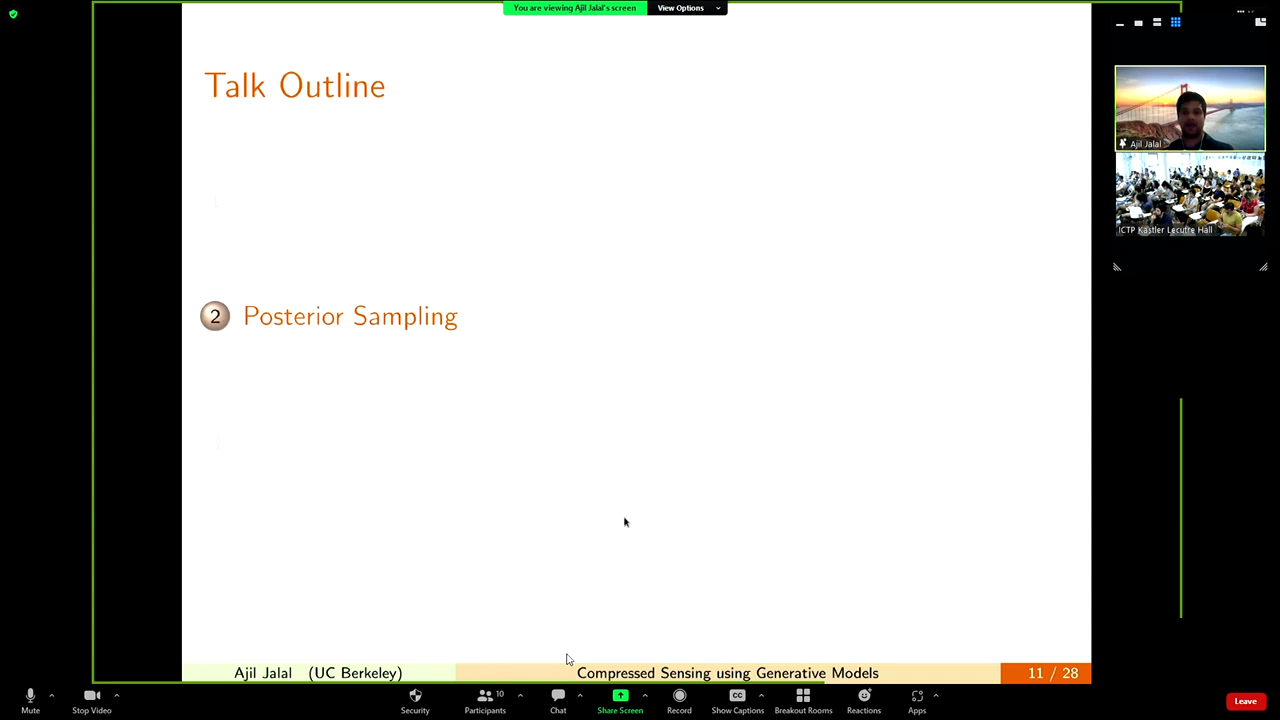 You are viewing Ajil Jalal's screen
View Options
Talk Outline
Ajil Jalal
ICTP Kastler Lecutre Hall
2 Posterior Sampling
Ajil Jalal (UC Berkeley)
Compressed Sensing using Generative Models
11 / 28
Mute
Stop Video
Security
Participants
10
Chat
Share Screen
Record
CC
Show Captions
Breakout Rooms
Reactions
Apps
Leave